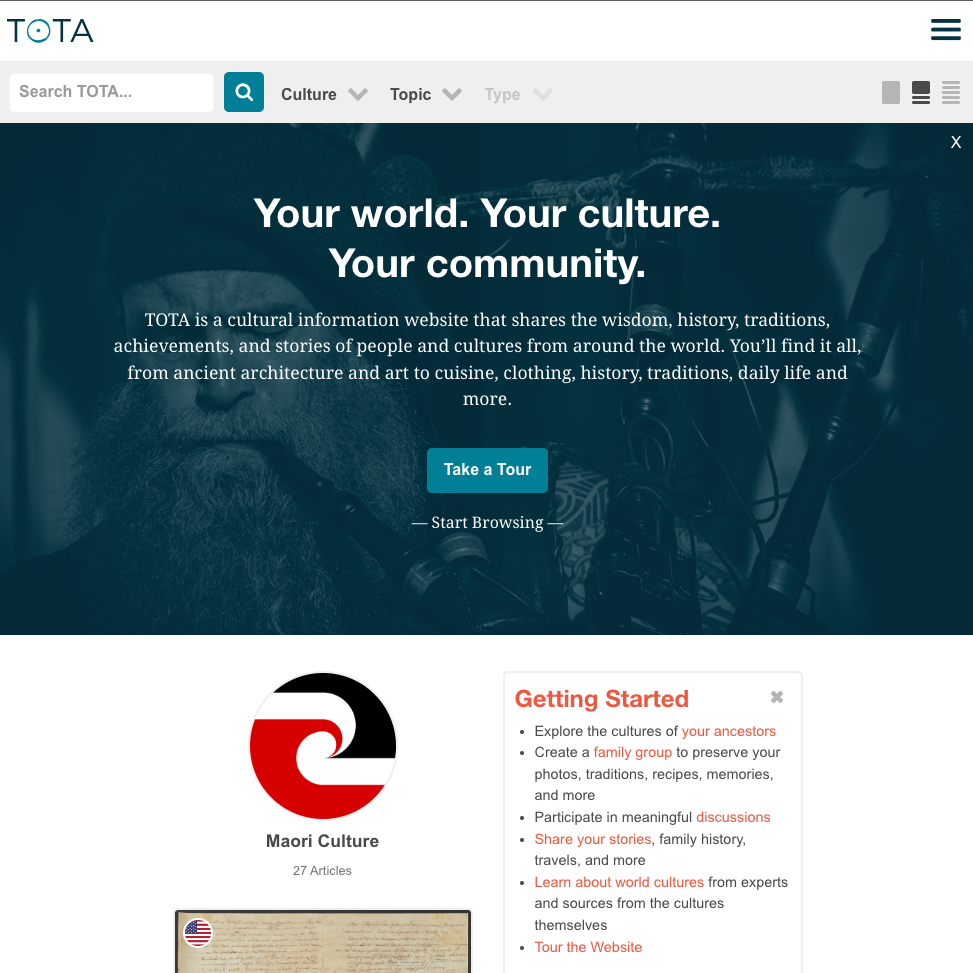 TOTA
Search TOTA...
Culture
Topic
Type
X
Your world. Your culture.
Your community.
TOTA is a cultural information website that shares the wisdom, history, traditions,
achievements, and stories of people and cultures from around the world. You’ll find it all,
from ancient architecture and art to cuisine, clothing, history, traditions, daily life and
more.
Take a Tour
— Start Browsing —
Maori Culture
27 Articles
Getting Started
Explore the cultures of your ancestors
Create a family group to preserve your
photos, traditions, recipes, memories,
and more
Participate in meaningful discussions
Share your stories, family history,
travels, and more
Learn about world cultures from experts
and sources from the cultures
themselves
Tour the Website